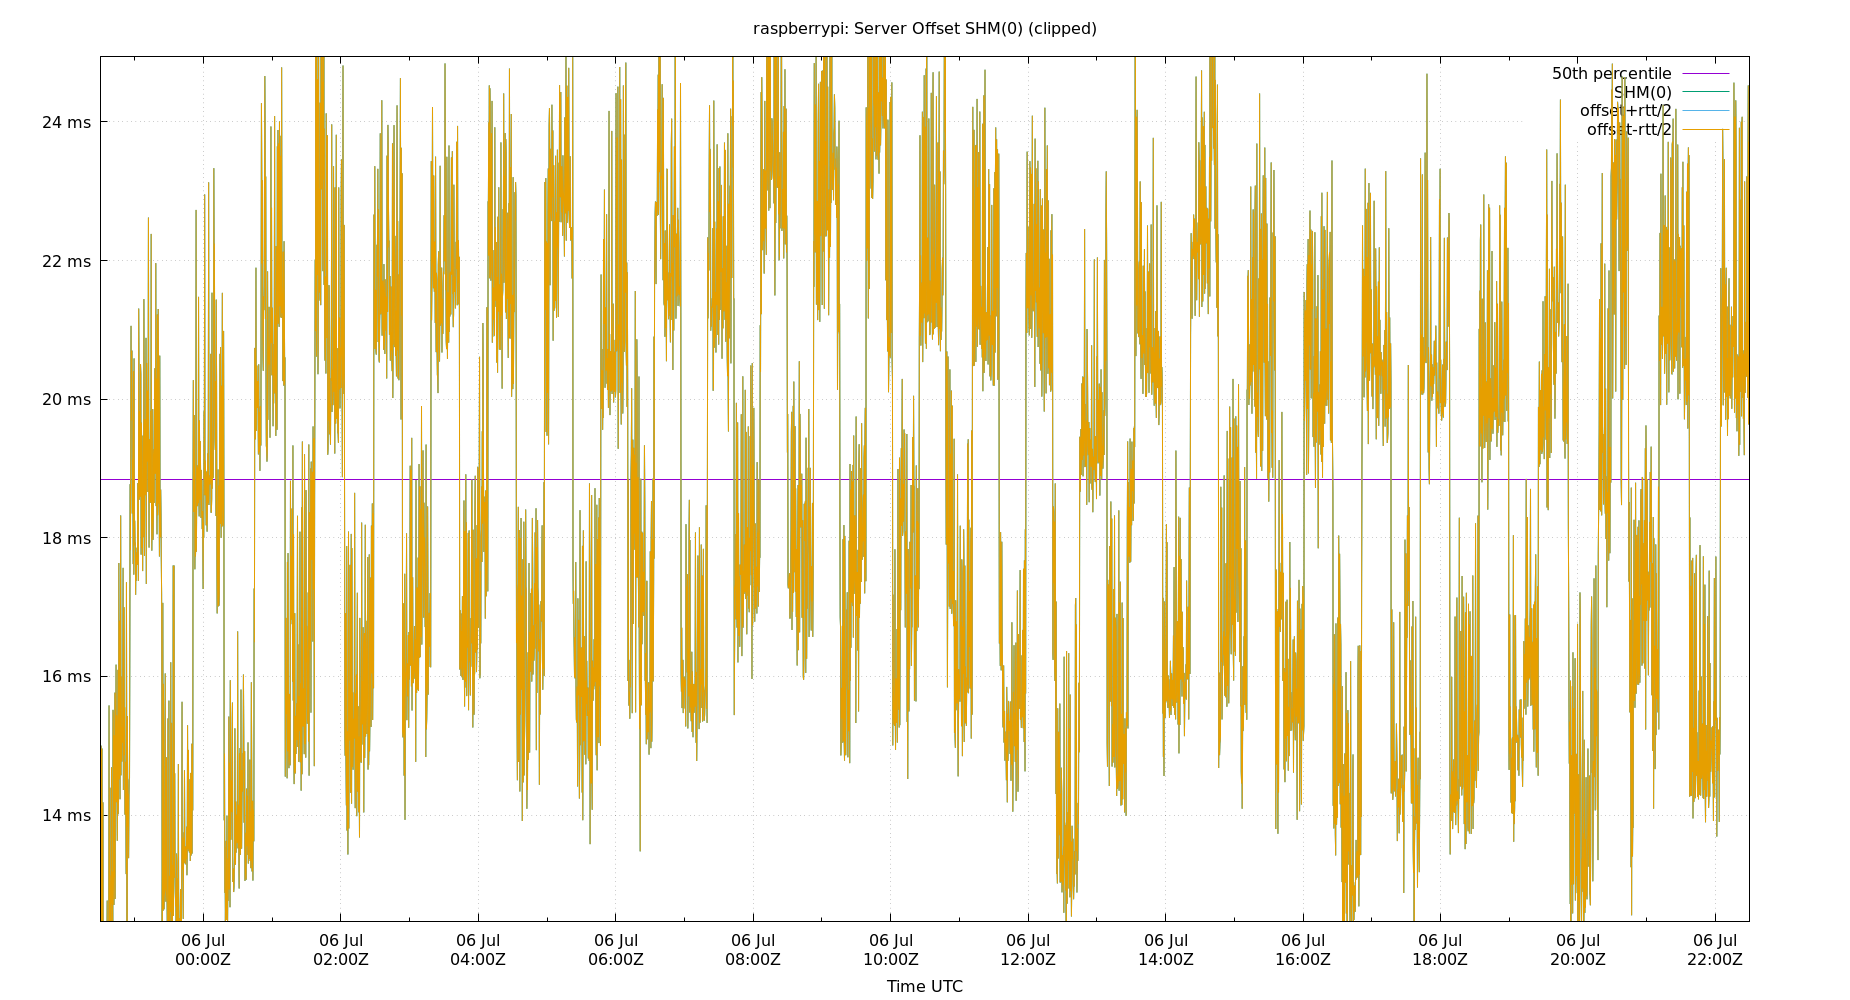 raspberrypi: Server Offset SHM(0) (clipped)
50th percentile
SHM(0)
offset+rtt/2
offset-rtt/2
24 ms
22 ms
20 ms
18 ms
16 ms
14 ms
06 Jul 06 Jul 06 Jul 06 Jul 06 Jul 06 Jul 06 Jul 06 Jul 06 Jul 06 Jul 06 Jul 06 Jul
00:00Z 02:00Z 04:00Z 06:00Z 08:00Z 10:00Z 12:00Z 14:00Z 16:00Z 18:00Z 20:00Z 22:00Z
Time UTC